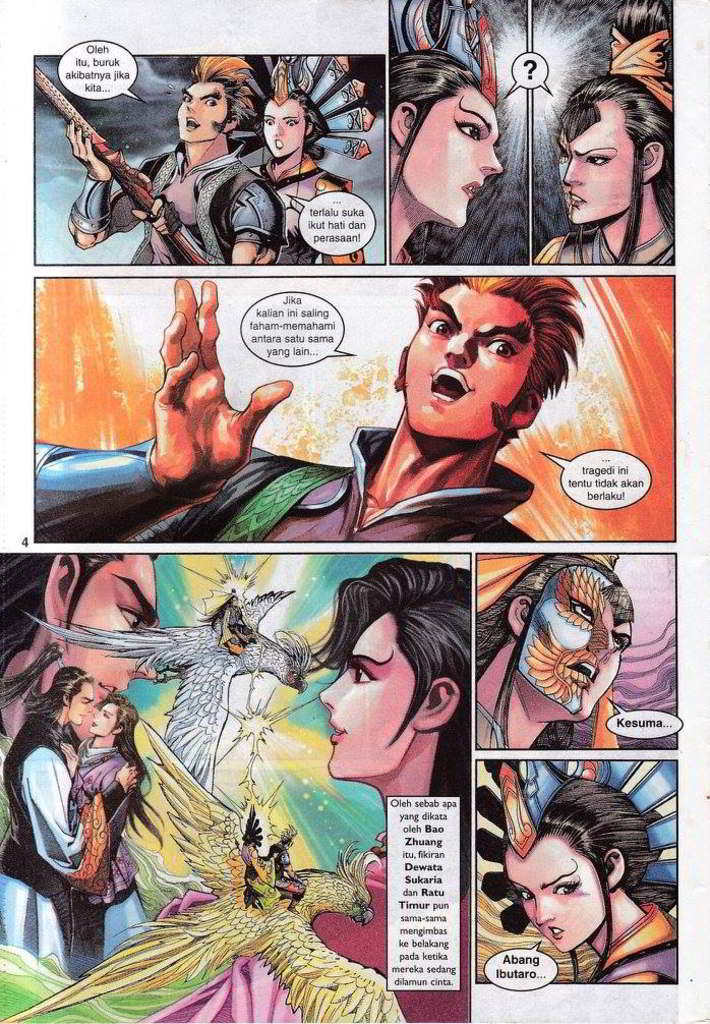 Oleh
itu, buruk
akibatnya jika
kita...
...
terlalu suka
ikut hati dan
perasaan!
?
Jika
kalian ini saling
faham-memahami
antara satu sama
yang lain...
...
tragedi ini
tentu tidak akan
berlaku!
4
Oleh sebab apa
yang dikata
oleh Bao
Zhuang
itu, fikiran
Dewata
Sukaria
dan Ratu
Timur pun
sama-sama
mengimbas
ke belakang
pada ketika
mereka sedang
dilamun cinta.
Kesuma...
Abang
Ibutaro...